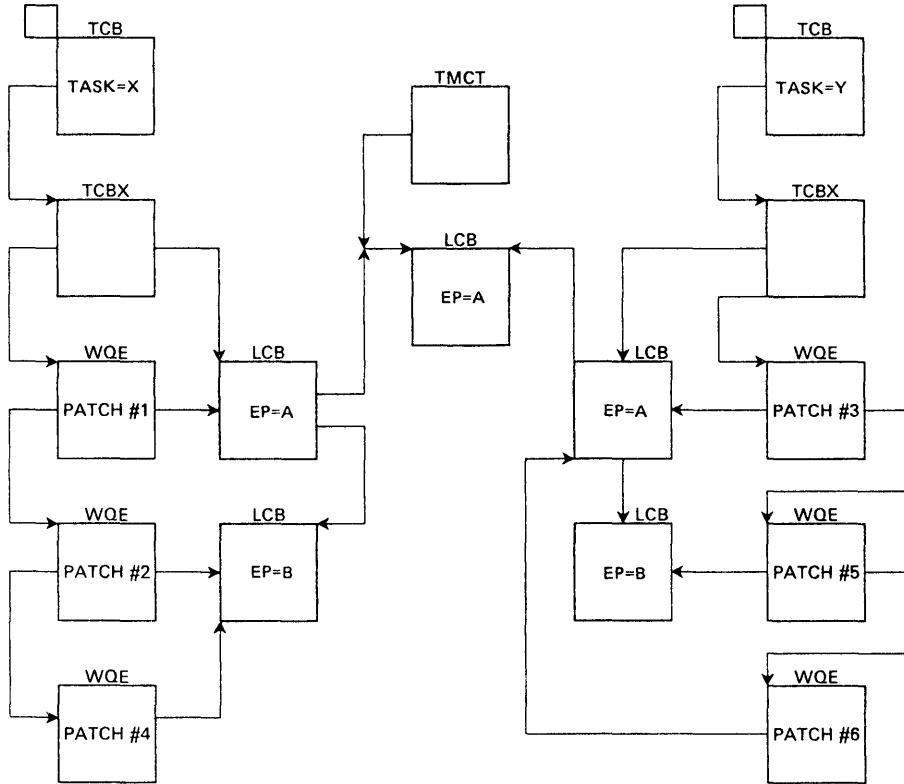 TCB
TCB
TASK=X
TMCT
TASK=Y
TCBX
TCBX
LCB
EP=A
WQE
LCB
LCB
WQE
PATCH #1
EP=A
EP=A
PATCH #3
WQE
LCB
LCB
WQE
PATCH #2
EP=B
EP=B
PATCH #5
WQE
WQE
PATCH #4
PATCH #6